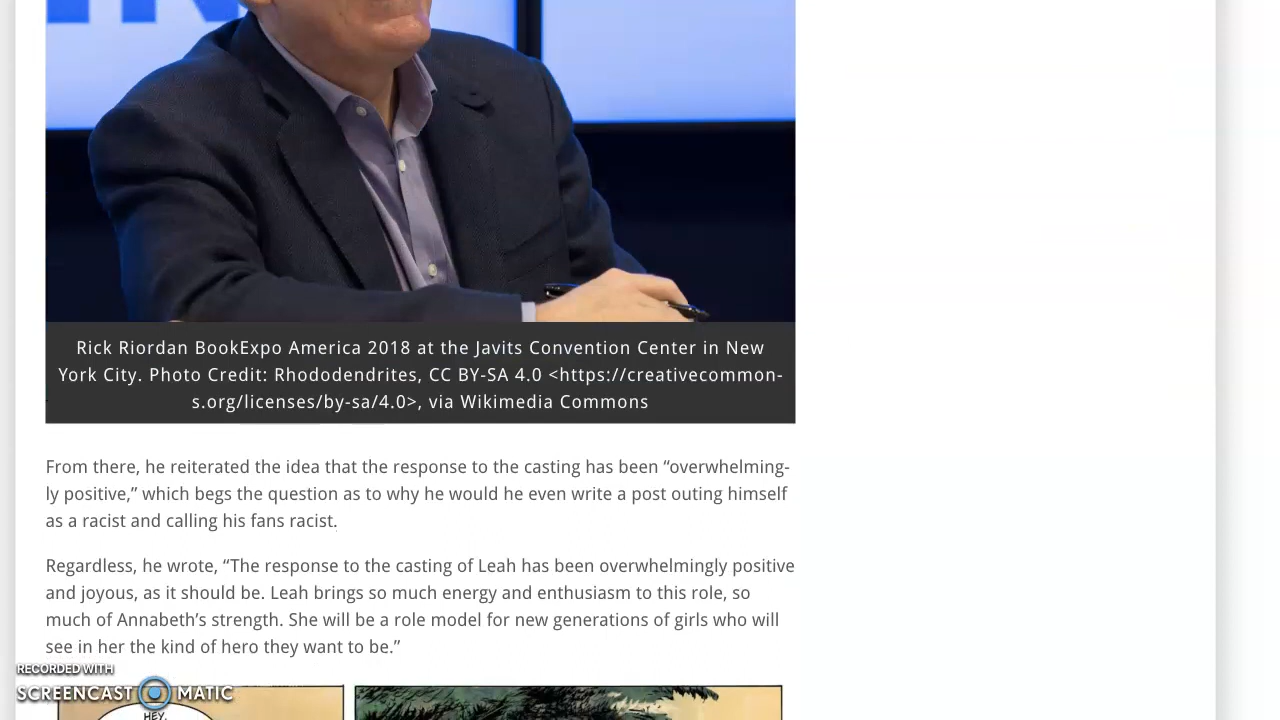 IN
Rick Riordan BookExpo America 2018 at the Javits Convention Center in New
York City. Photo Credit: Rhododendrites, CC BY-SA 4.0 <https://creativecommon-
s.org/licenses/by-sa/4.0>, via Wikimedia Commons
From there, he reiterated the idea that the response to the casting has been “overwhelming-
ly positive,” which begs the question as to why he would he even write a post outing himself
as a racist and calling his fans racist.
Regardless, he wrote, “The response to the casting of Leah has been overwhelmingly positive
and joyous, as it should be. Leah brings so much energy and enthusiasm to this role, so
much of Annabeth’s strength. She will be a role model for new generations of girls who will
see in her the kind of hero they want to be.”
RECORDED WITH
SCREENCAST MATIC
HEY,